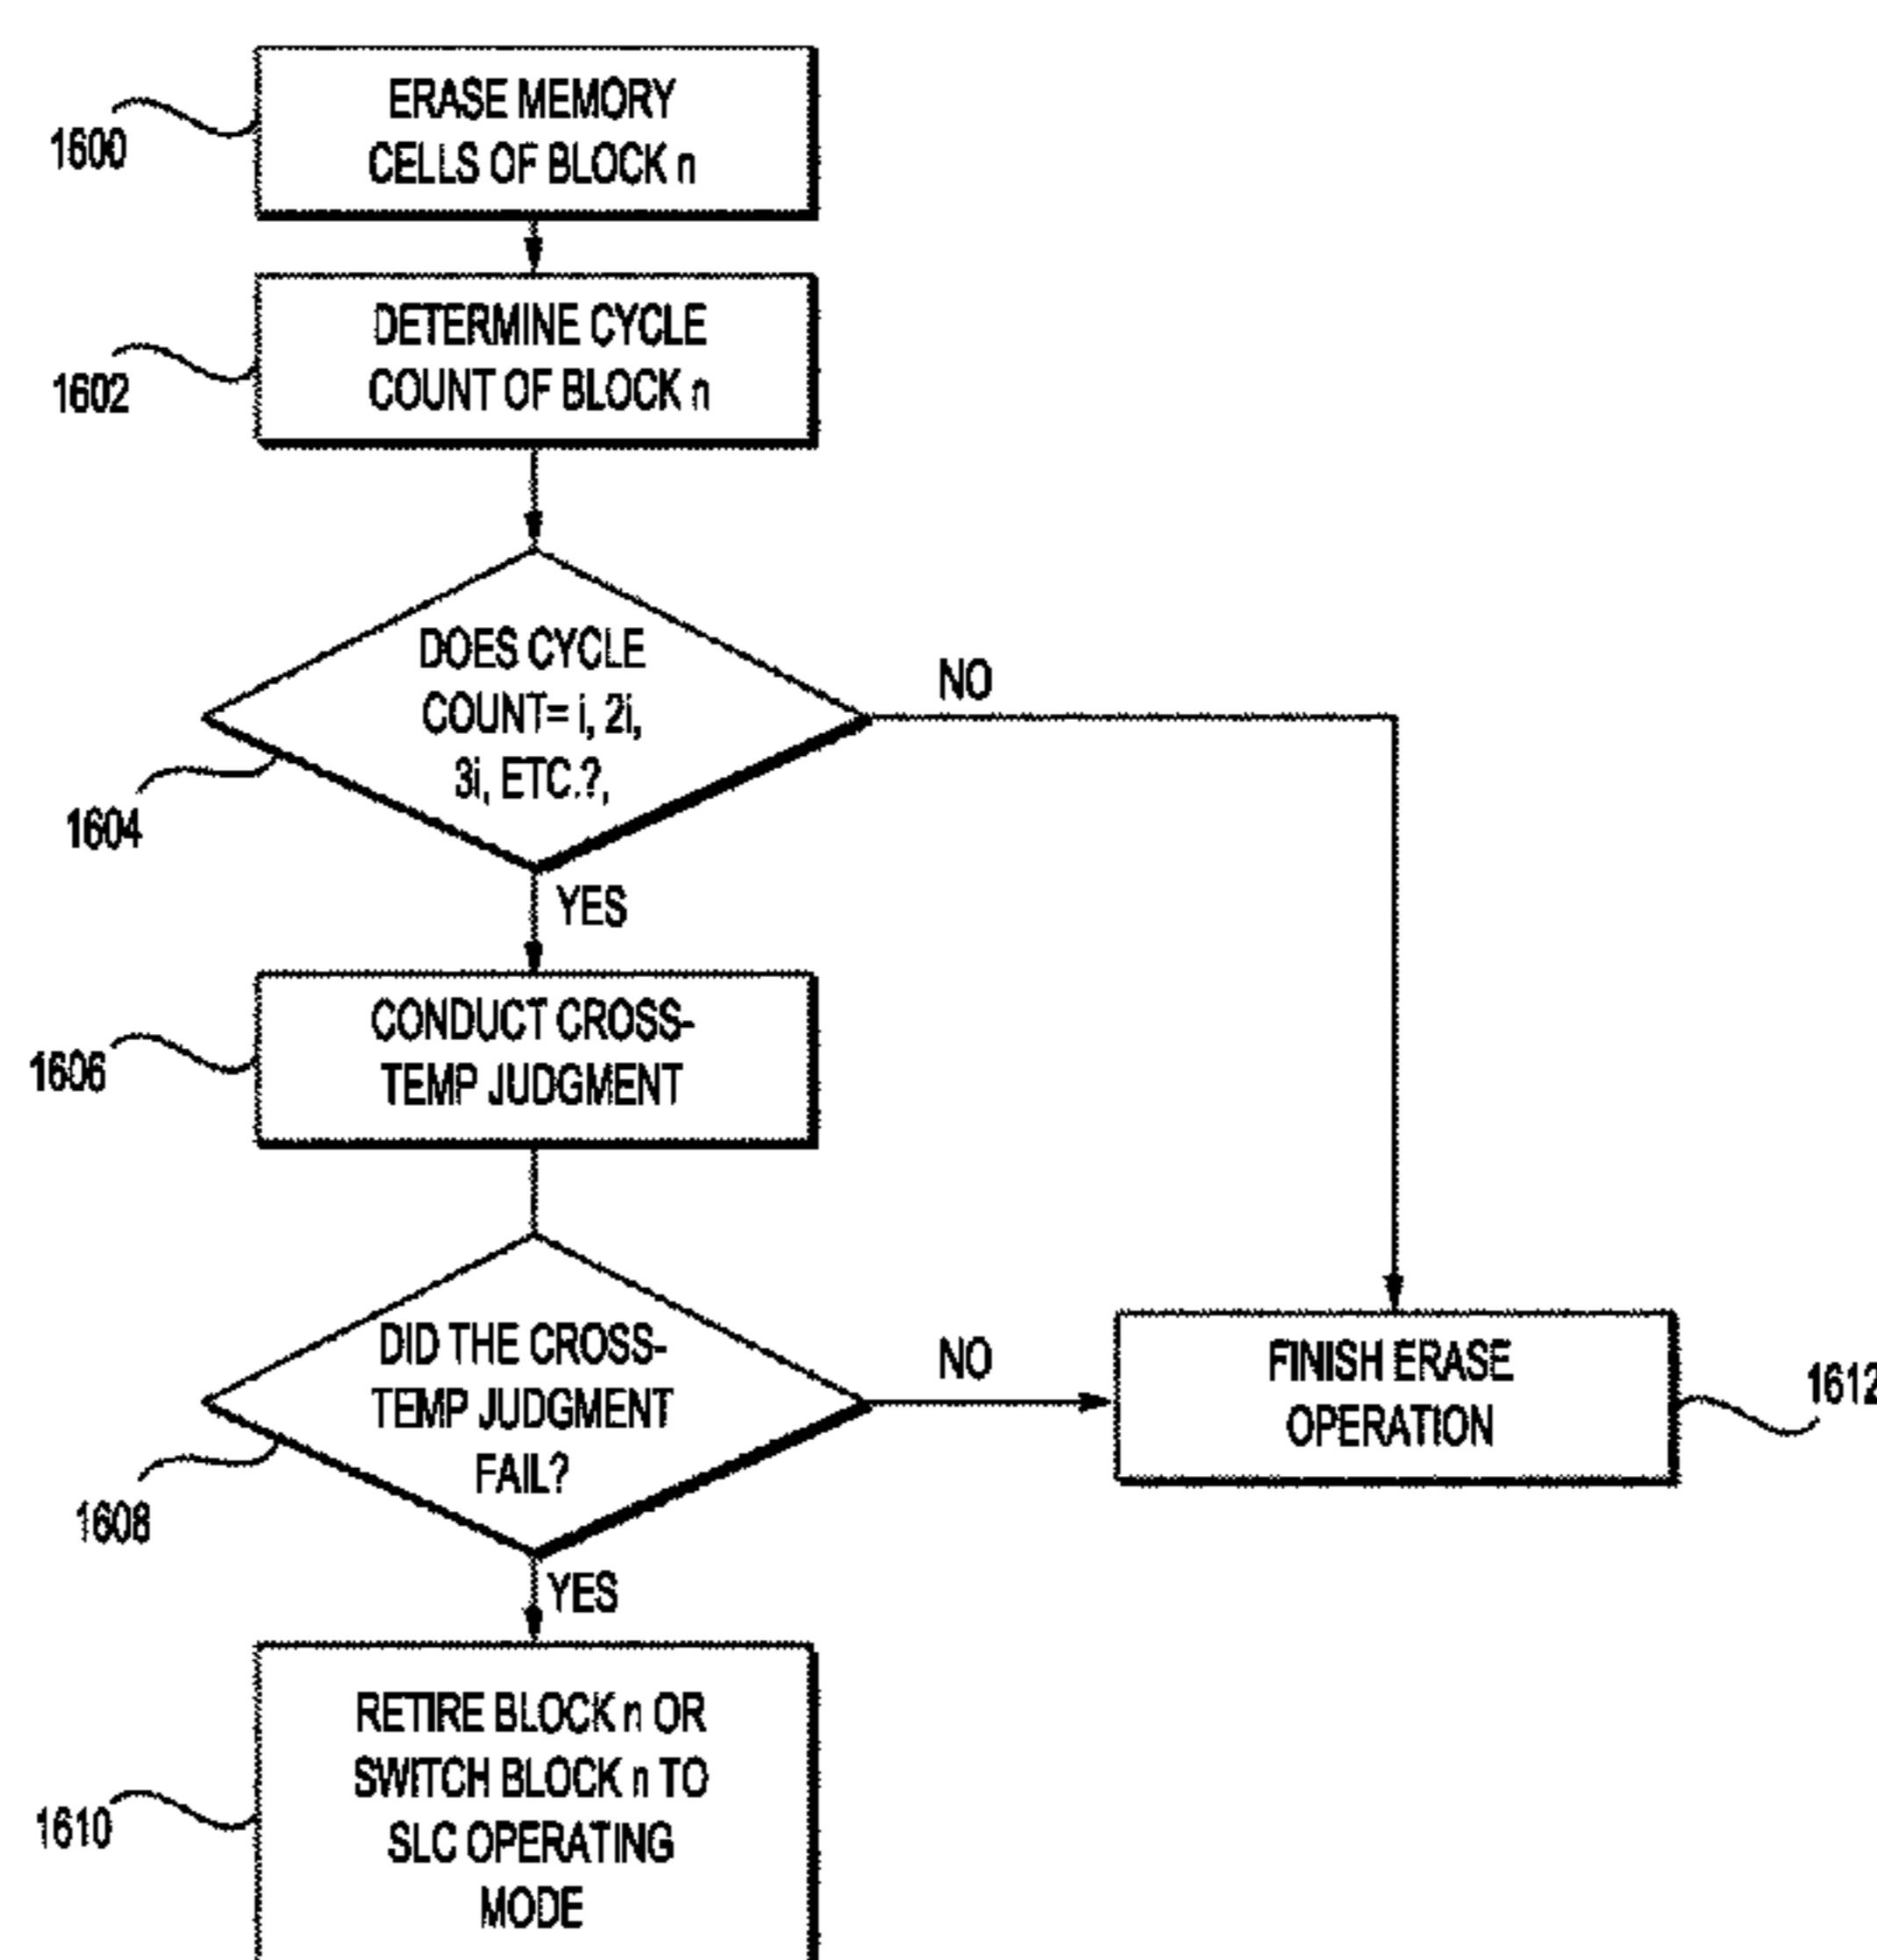 ERASE MEMORY
CELLS OF BLOCK n
1600
DETERMINE CYCLE
COUNT OF BLOCK n
1602
DOES CYCLE
COUNT= i, 2i,
3i, ETC.?,
NO
1604
YES
CONDUCT CROSS-
TEMP JUDGMENT
1606
DID THE CROSS-
TEMP JUDGMENT
FAIL?
NO
FINISH ERASE
OPERATION
1612
1608
YES
RETIRE BLOCK n OR
SWITCH BLOCK n TO
SLC OPERATING
MODE
1610